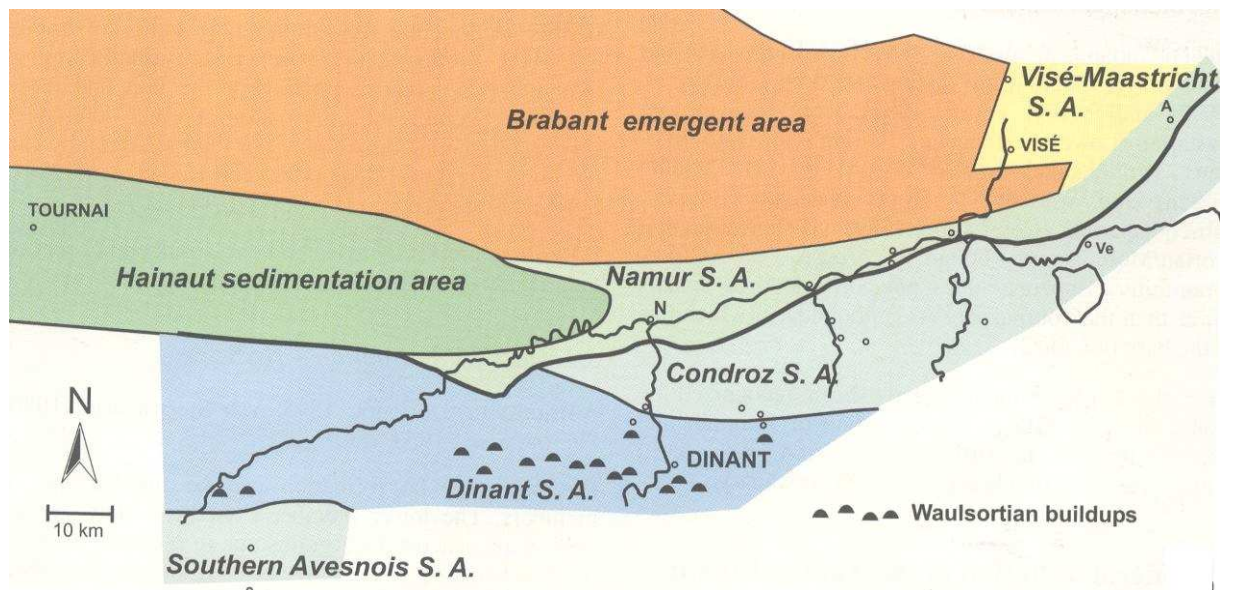 Visé-Maastricht
S. A.
A
Brabant emergent area
VISÉ
TOURNAI
Ve
Hainaut sedimentation area
Namur S. A.
N
Condroz S. A.
N
DINANT
Dinant S. A.
Waulsortian buildups
10 km
Southern Avesnois S. A.